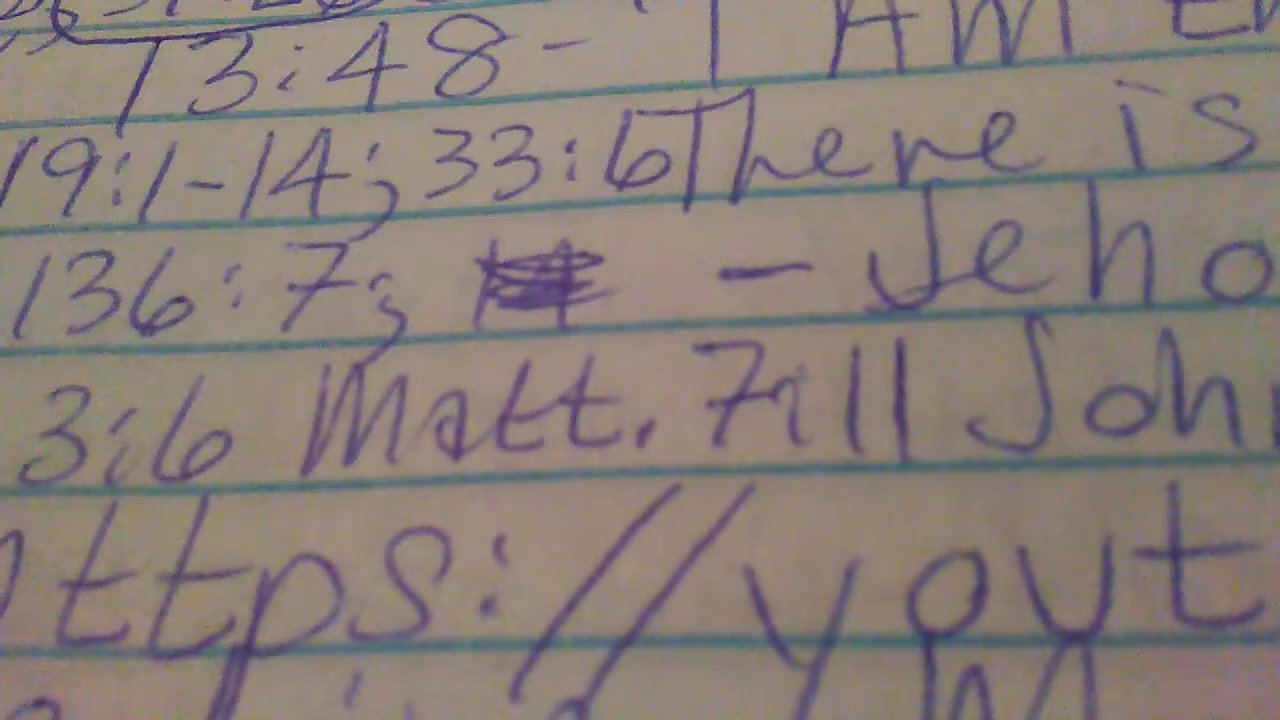 13:48- I AM
19:1-14; 33:6 There is
136:7; - Jeho
3:6 Matt. 7:11 John
ttps://yout